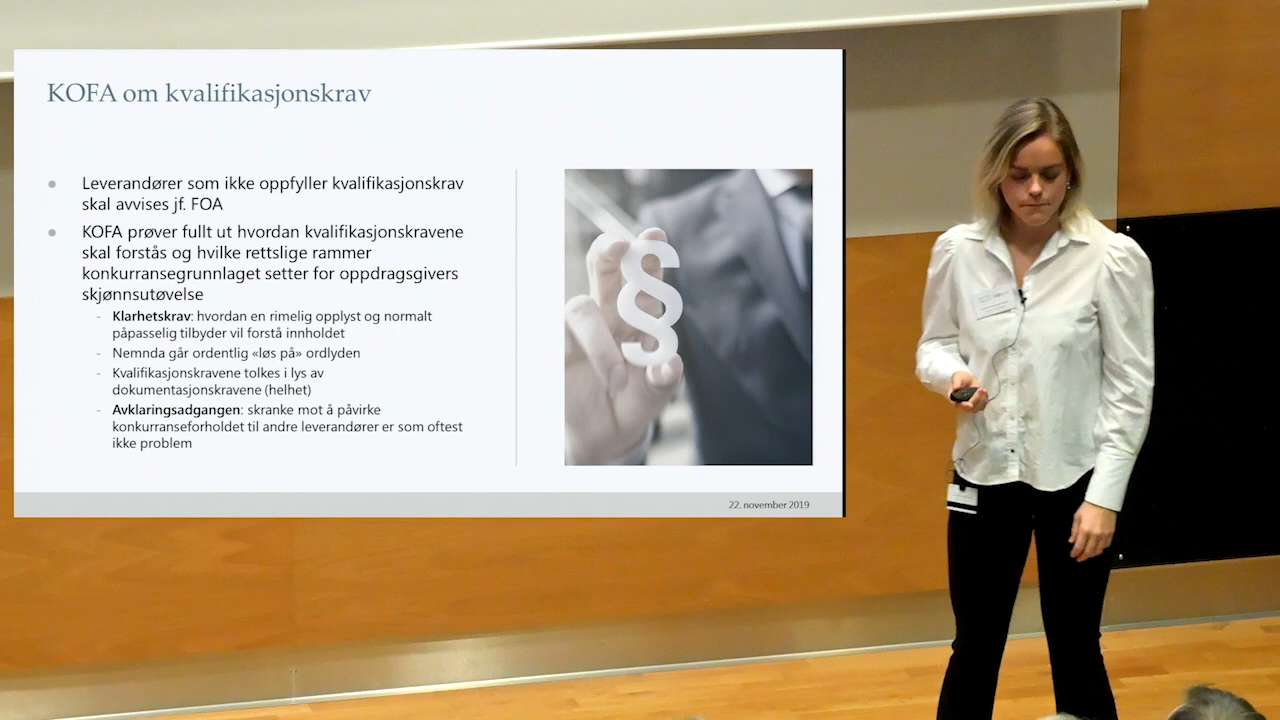 KOFA om kvalifikasjonskrav
● Leverandører som ikke oppfyller kvalifikasjonskrav
skal avvises jf. FOA
● KOFA prøver fullt ut hvordan kvalifikasjonskravene
skal forstås og hvilke rettslige rammer
konkurransegrunnlaget setter for oppdragsgivers
skjønnsutøvelse
- Klarhetskrav: hvordan en rimelig opplyst og normalt
påpasselig tilbyder vil forstå innholdet
- Nemnda går ordentlig «løs på» ordlyden
- Kvalifikasjonskravene tolkes i lys av
dokumentasjonskravene (helhet)
- Avklaringsadgangen: skranke mot å påvirke
konkurranseforholdet til andre leverandører er som oftest
ikke problem
§
22. november 2019